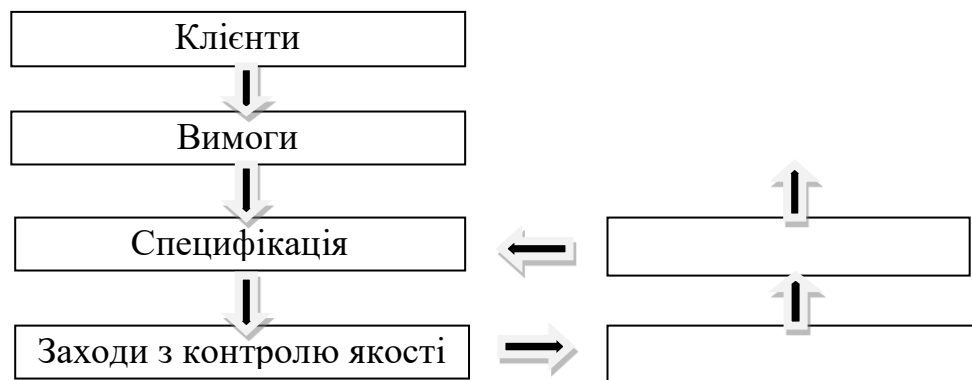 Клієнти
Вимоги
Специфікація
Заходи з контролю якості